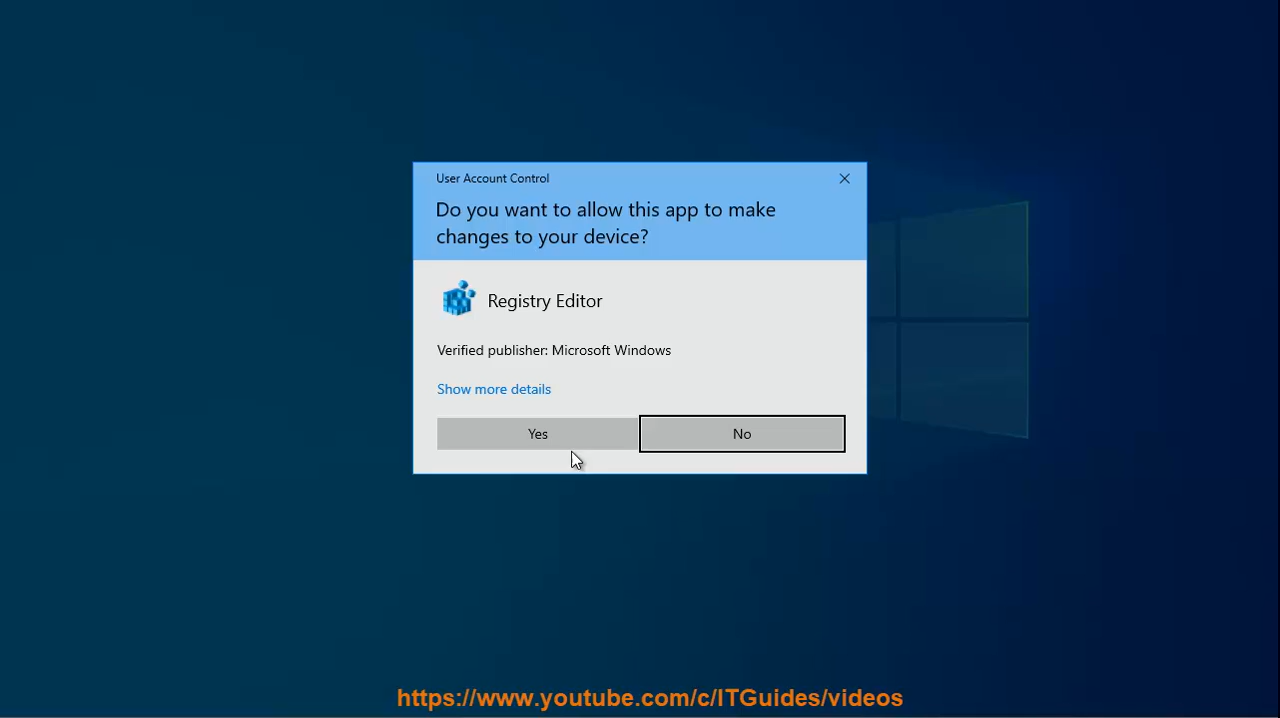 User Account Control
Do you want to allow this app to make
changes to your device?
Registry Editor
Verified publisher: Microsoft Windows
Show more details
Yes
No
https://www.youtube.com/c/ITGuides/videos